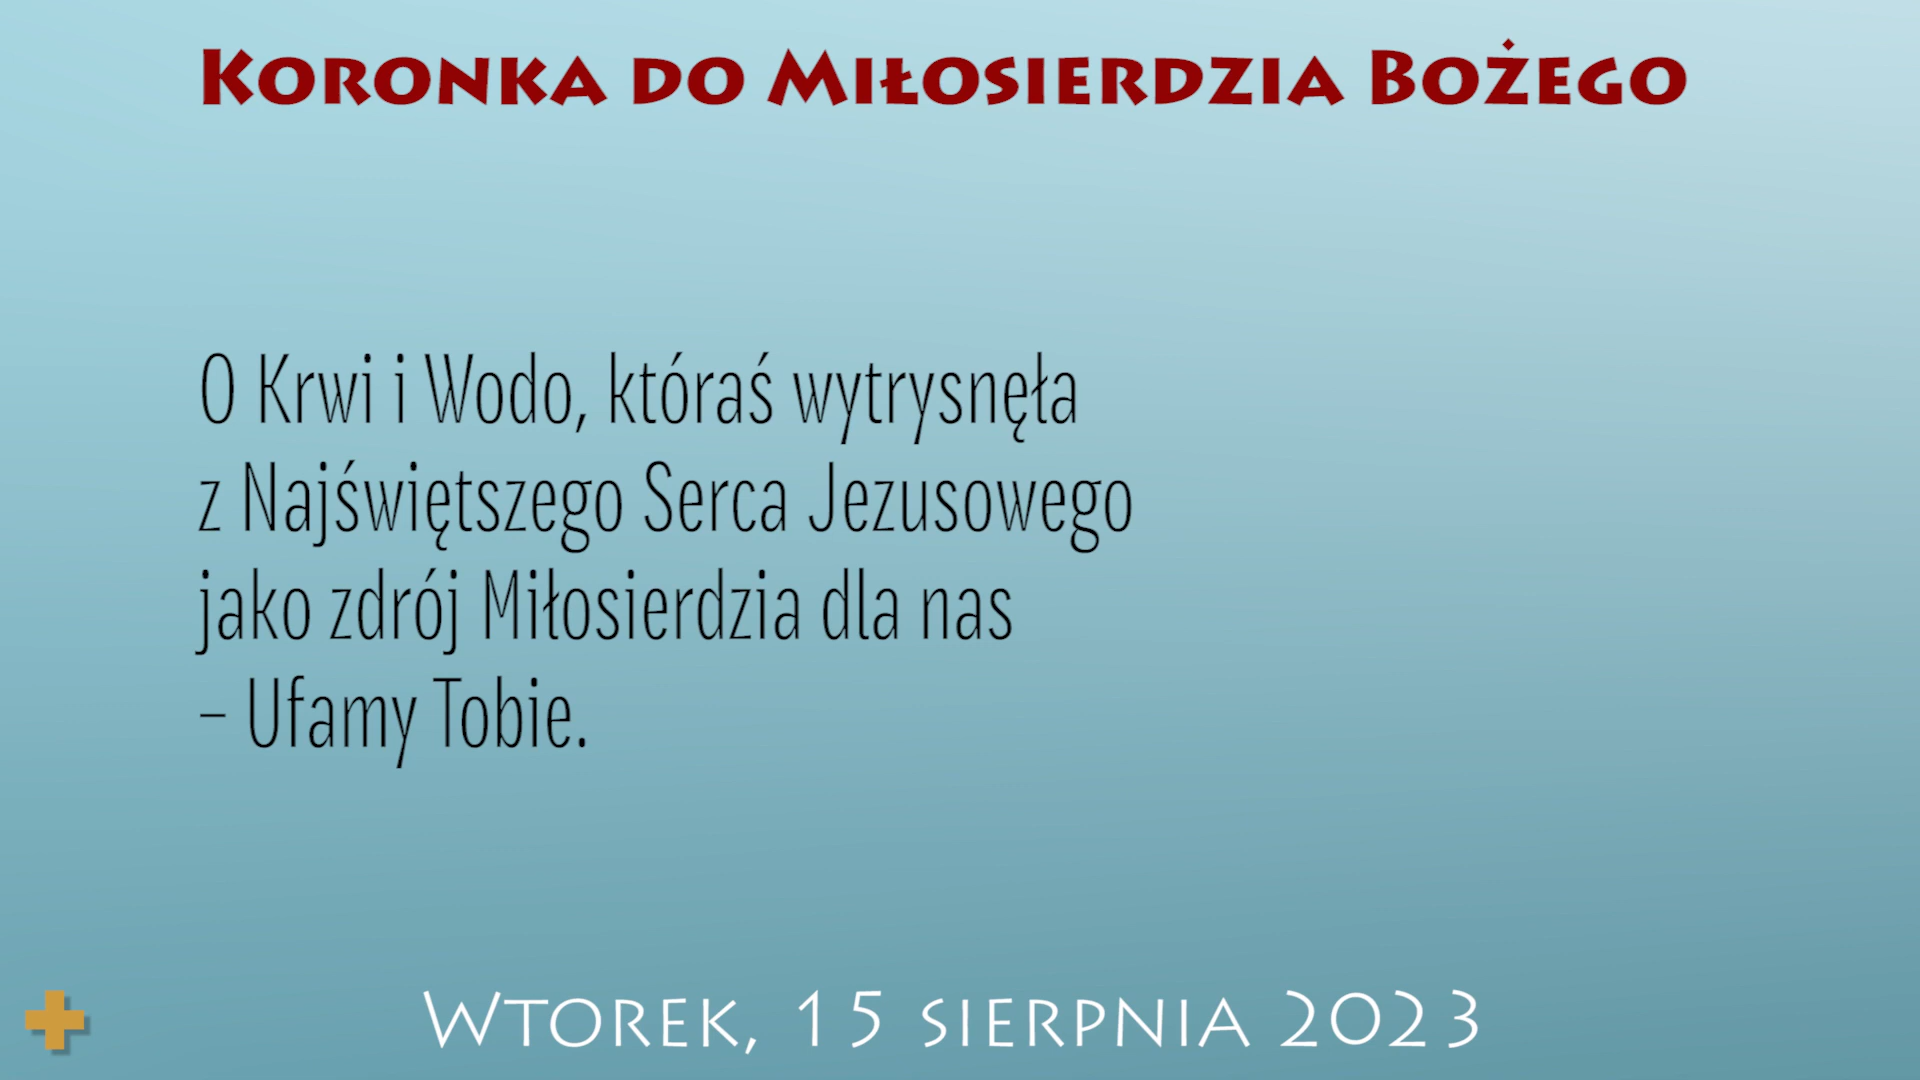 Koronka do Miłosierdzia Bożego
O Krwi i Wodo, któraś wytrysnęła
z Najświętszego Serca Jezusowego
jako zdrój Miłosierdzia dla nas
– Ufamy Tobie.
Wtorek, 15 sierpnia 2023